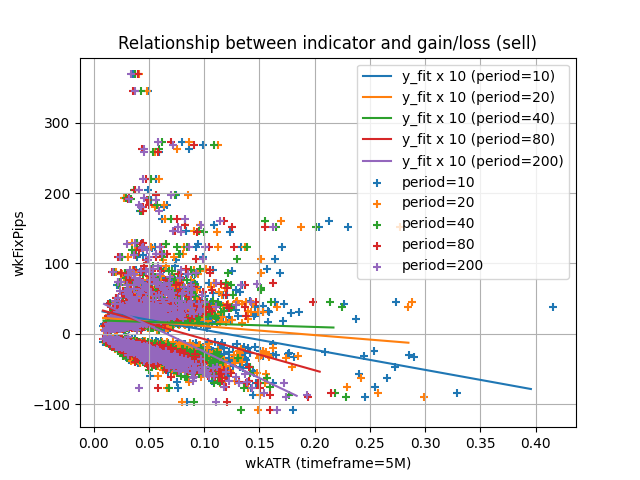 Relationship between indicator and gain/loss (sell)
y_fit x 10 (period=10)
y_fit x 10 (period=20)
y_fit x 10 (period=40)
y_fit x 10 (period=80)
y_fit x 10 (period=200)
period=10
period=20
period=40
period=80
period=200
wkFixPips
300
200
100
0
−100
0.00 0.05 0.10 0.15 0.20 0.25 0.30 0.35 0.40
wkATR (timeframe=5M)